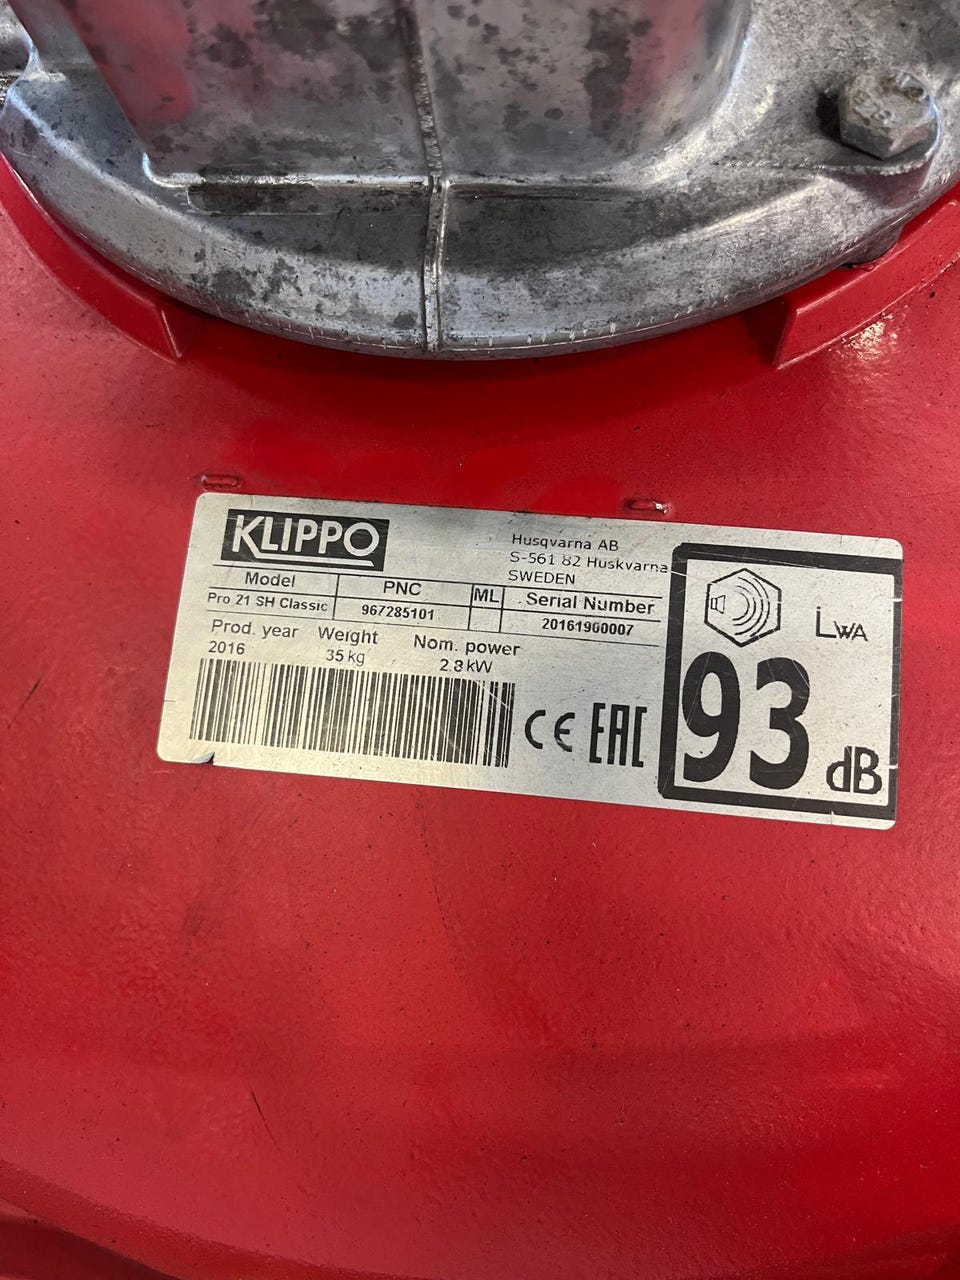 KLIPPO
Husqvarna AB
S-561 82 Huskvarna
SWEDEN
Model PNC ML Serial Number
Pro 21 SH Classic 967285101 20161900007
Prod. year Weight Nom. power
2016 35 kg 2.8 kW
CE EAC
LWA
93
dB